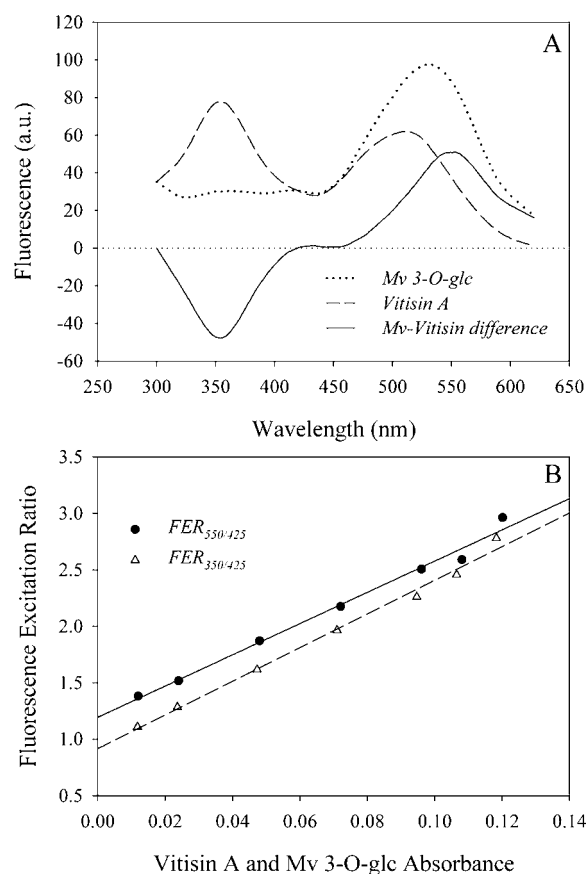 A
120
100
80
60
40
20
0
-20
-40
-60
Fluorescence (a.u.)
Mv 3-O-glc
Vitisin A
Mv-Vitisin difference
250 300 350 400 450 500 550 600 650
Wavelength (nm)
B
3.5
3.0
2.5
2.0
1.5
1.0
0.5
Fluorescence Excitation Ratio
FER550/425
FER350/425
0.00 0.02 0.04 0.06 0.08 0.10 0.12 0.14
Vitisin A and Mv 3-O-glc Absorbance